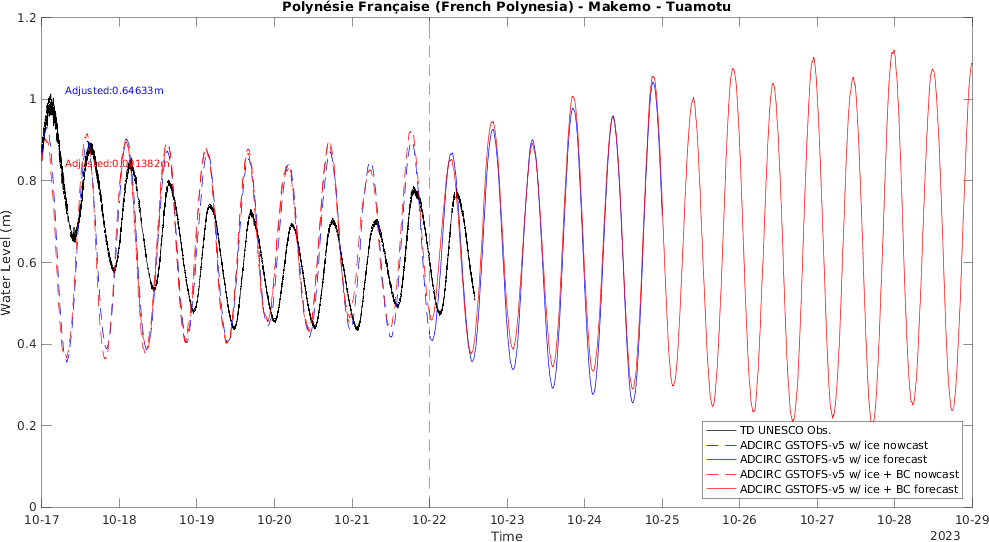 Polynésie Française (French Polynesia) - Makemo - Tuamotu
1.2
1
0.8
0.6
0.4
0.2
0
Water Level (m)
Adjusted:0.64633m
TD UNESCO Obs.
ADCIRC GSTOFS-v5 w/ ice nowcast
ADCIRC GSTOFS-v5 w/ ice forecast
ADCIRC GSTOFS-v5 w/ ice + BC nowcast
ADCIRC GSTOFS-v5 w/ ice + BC forecast
10-17 10-18 10-19 10-20 10-21 10-22 10-23 10-24 10-25 10-26 10-27 10-28 10-29
Time
2023